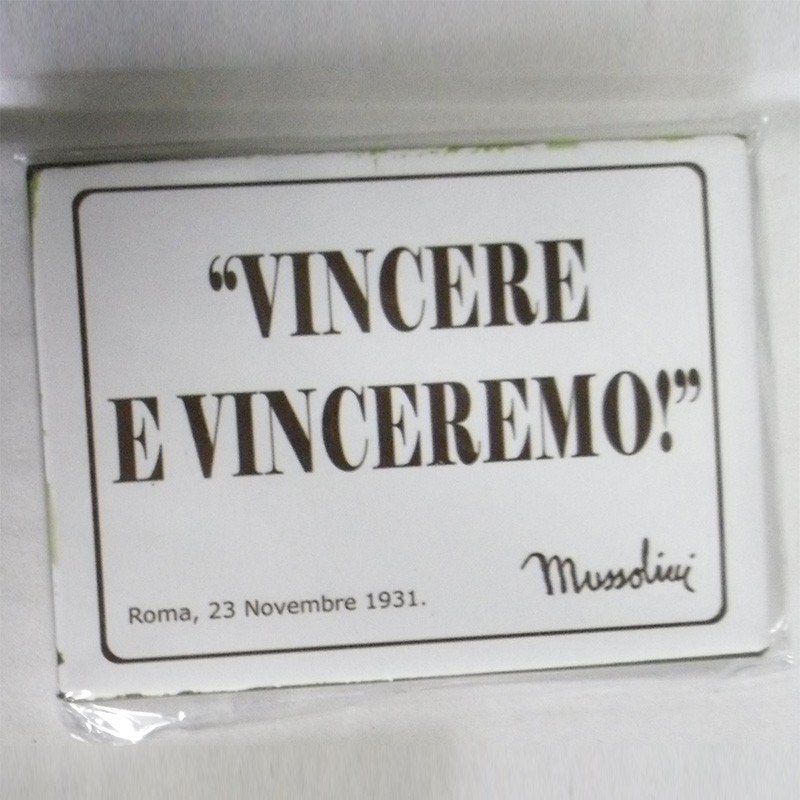 “VINCERE
E VINCEREMO!”
Mussolini
Roma, 23 Novembre 1931.